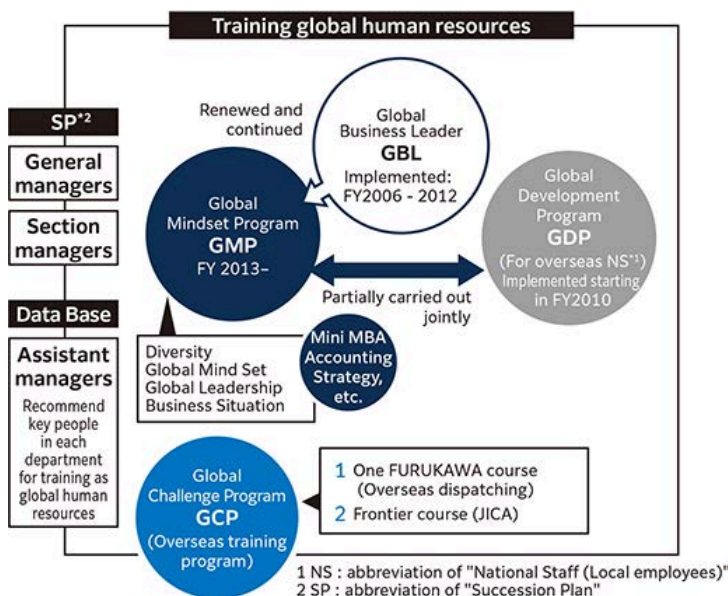 Training global human resources
SP*2
General
managers
Section
managers
Data Base
Assistant
managers
Recommend
key people
in each
department
for training as
global human
resources
Renewed and
continued
Global
Business Leader
GBL
Implemented:
FY2006 - 2012
Global
Mindset Program
GMP
FY 2013–
Global
Development
Program
GDP
(For overseas NS*1)
Implemented starting
in FY2010
Partially carried out
jointly
Diversity
Global Mind Set
Global Leadership
Business Situation
Mini MBA
Accounting
Strategy,
etc.
Global
Challenge Program
GCP
(Overseas training
program)
1 One FURUKAWA course
(Overseas dispatching)
2 Frontier course (JICA)
1 NS : abbreviation of "National Staff (Local employees)"
2 SP : abbreviation of "Succession Plan"